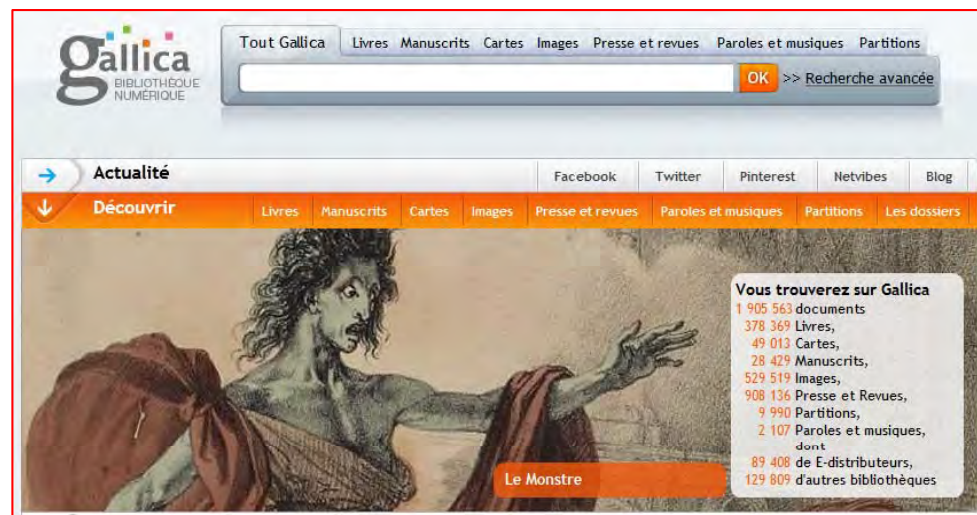 gallica
BIBLIOTHÈQUE
NUMÉRIQUE
Tout Gallica Livres Manuscrits Cartes Images Presse et revues Paroles et musiques Partitions
OK >> Recherche avancée
Actualité Facebook Twitter Pinterest Netvibes Blog
Découvrir Livres Manuscrits Cartes Images Presse et revues Paroles et musiques Partitions Les dossiers
Vous trouverez sur Gallica
1 905 563 documents
378 369 Livres,
49 013 Cartes,
28 429 Manuscrits,
529 519 Images,
908 136 Presse et Revues,
9 990 Partitions,
2 107 Paroles et musiques,
dont
89 408 de E-distributeurs,
129 809 d'autres bibliothèques
Le Monstre